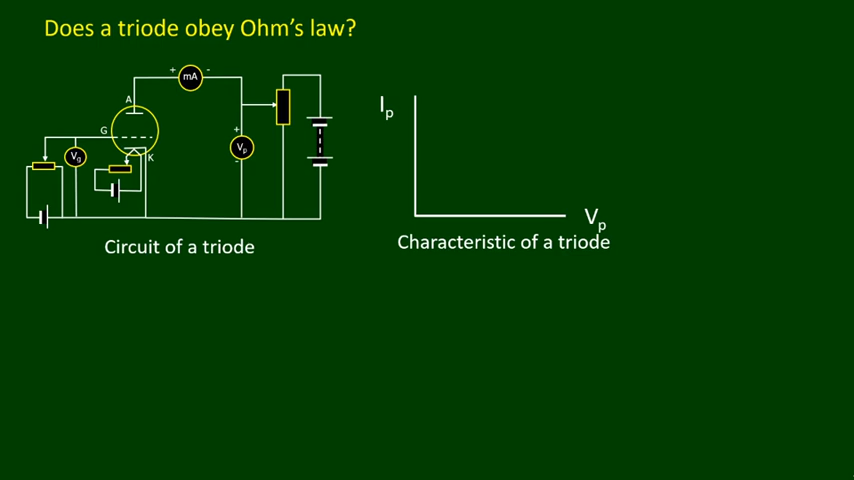 Does a triode obey Ohm's law?
+ mA -
A
G
K
Vg
+
Vp
-
Ip
Vp
Circuit of a triode
Characteristic of a triode